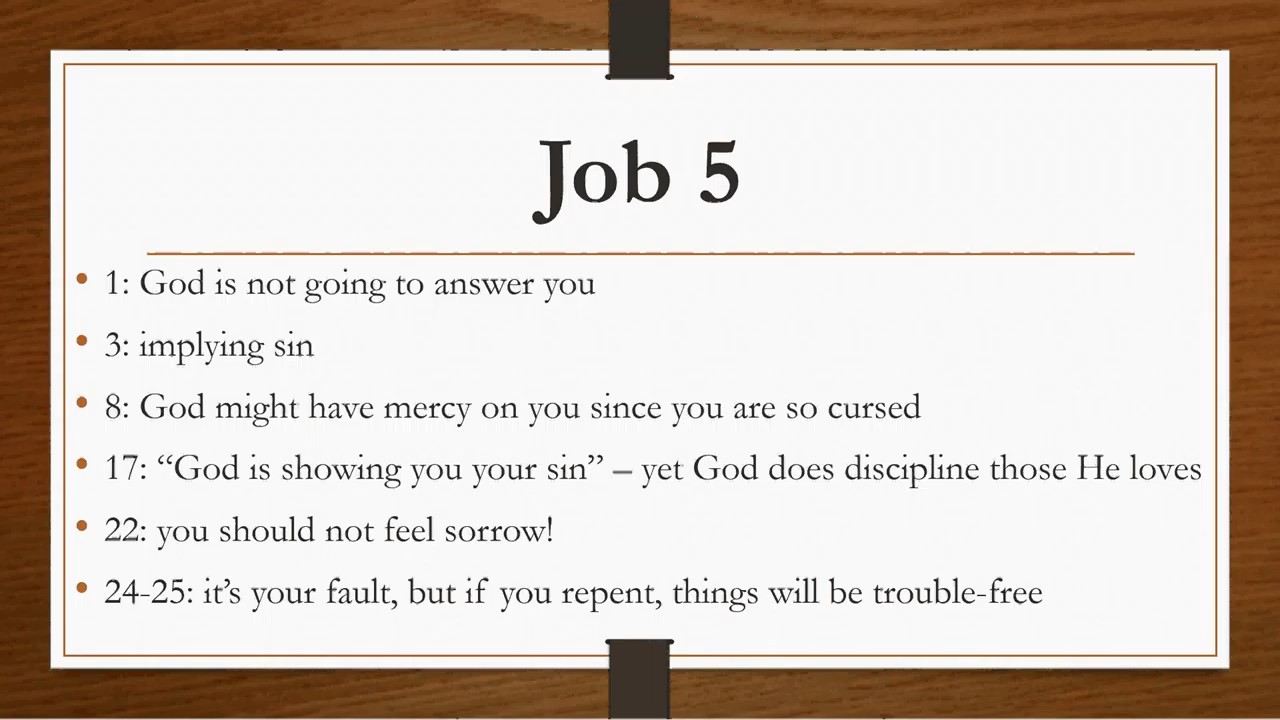 Job 5
• 1: God is not going to answer you
• 3: implying sin
• 8: God might have mercy on you since you are so cursed
• 17: “God is showing you your sin” – yet God does discipline those He loves
• 22: you should not feel sorrow!
• 24-25: it’s your fault, but if you repent, things will be trouble-free